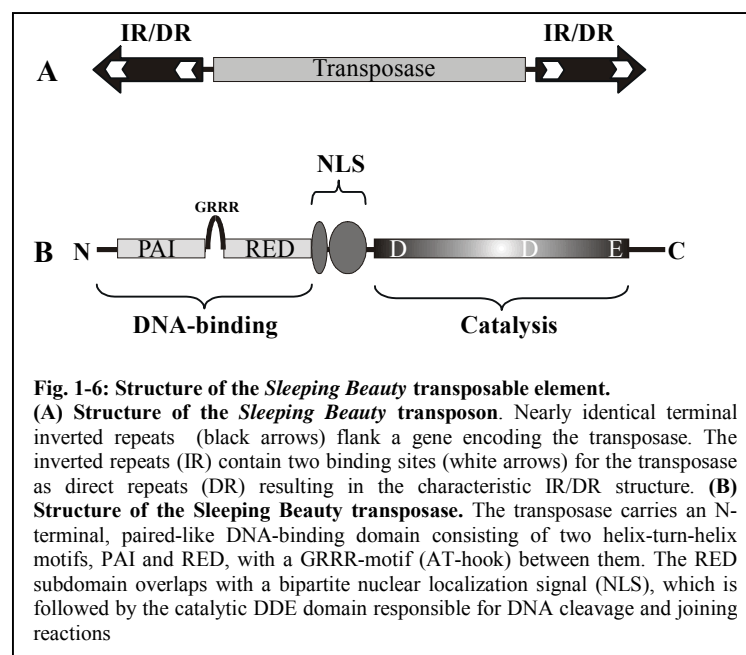 IR/DR IR/DR
A Transposase
NLS
GRRR
B N PAI RED D D E C
DNA-binding Catalysis
Fig. 1-6: Structure of the Sleeping Beauty transposable element.
(A) Structure of the Sleeping Beauty transposon. Nearly identical terminal
inverted repeats (black arrows) flank a gene encoding the transposase. The
inverted repeats (IR) contain two binding sites (white arrows) for the transposase
as direct repeats (DR) resulting in the characteristic IR/DR structure. (B)
Structure of the Sleeping Beauty transposase. The transposase carries an N-
terminal, paired-like DNA-binding domain consisting of two helix-turn-helix
motifs, PAI and RED, with a GRRR-motif (AT-hook) between them. The RED
subdomain overlaps with a bipartite nuclear localization signal (NLS), which is
followed by the catalytic DDE domain responsible for DNA cleavage and joining
reactions